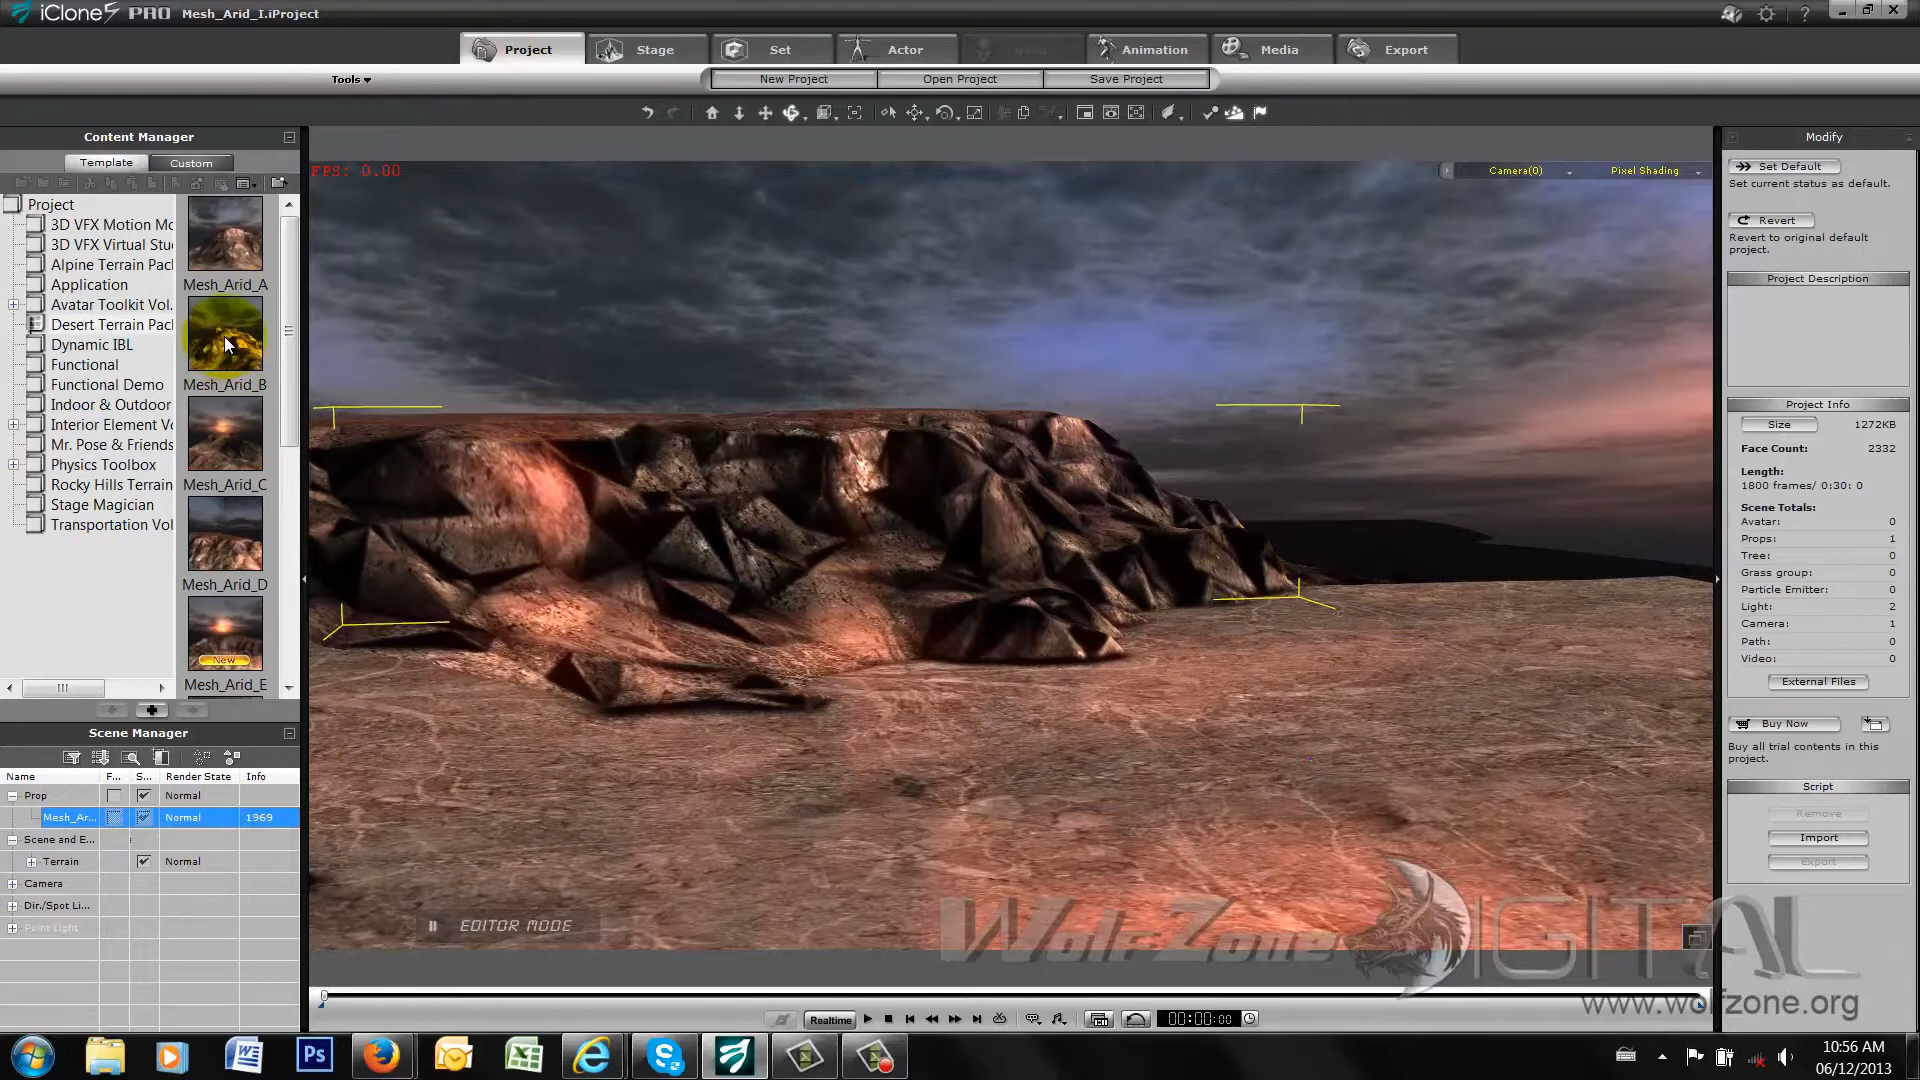 iClone5 PRO Mesh_Arid_I.iProject
Project Stage Set Actor Animation Media Export
Tools New Project Open Project Save Project
Content Manager
Template Custom
Project
3D VFX Motion Mc
3D VFX Virtual Stu
Alpine Terrain Pacl
Application
Avatar Toolkit Vol.
Desert Terrain Pacl
Dynamic IBL
Functional
Functional Demo
Indoor & Outdoor
Interior Element Vo
Mr. Pose & Friends
Physics Toolbox
Rocky Hills Terrain
Stage Magician
Transportation Vol
Mesh_Arid_A
Mesh_Arid_B
Mesh_Arid_C
Mesh_Arid_D
New
Mesh_Arid_E
Scene Manager
Name F... S... Render State Info
Prop Normal
Mesh_Ar... Normal 1969
Scene and E...
Terrain Normal
Camera
Dir./Spot Li...
Point Light
FPS: 0.00
Camera(0) Pixel Shading
EDITOR MODE
Wolf Zone DIGITAL
www.wolfzone.org
Realtime 00:00:00:00
Modify
Set Default
Set current status as default.
Revert
Revert to original default
project.
Project Description
Project Info
Size 1272KB
Face Count: 2332
Length:
1800 frames/ 0:30: 0
Scene Totals:
Avatar: 0
Props: 1
Tree: 0
Grass group: 0
Particle Emitter: 0
Light: 2
Camera: 1
Path: 0
Video: 0
External Files
Buy Now
Buy all trial contents in this
project.
Script
Remove
Import
Export
10:56 AM
06/12/2013